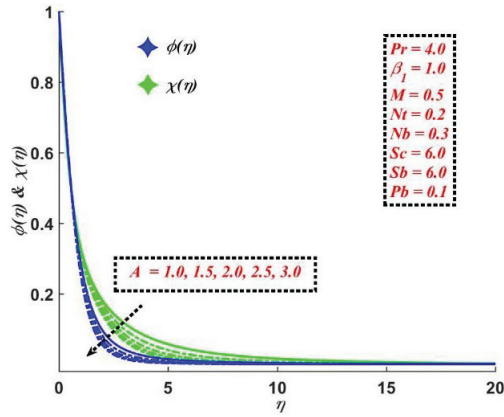 1
0.8
0.6
0.4
0.2
ϕ(η) & χ(η)
ϕ(η)
χ(η)
Pr = 4.0
β₁ = 1.0
M = 0.5
Nt = 0.2
Nb = 0.3
Sc = 6.0
Sb = 6.0
Pb = 0.1
A = 1.0, 1.5, 2.0, 2.5, 3.0
0 5 10 15 20
η